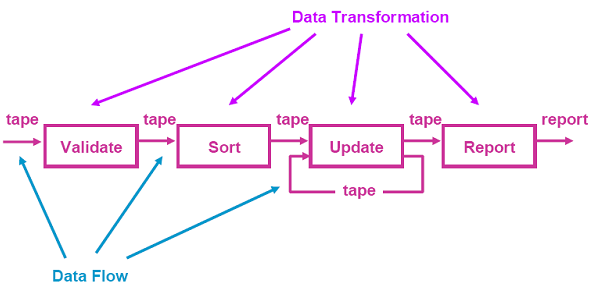 Data Transformation
tape tape tape tape report
Validate Sort Update Report
tape
Data Flow